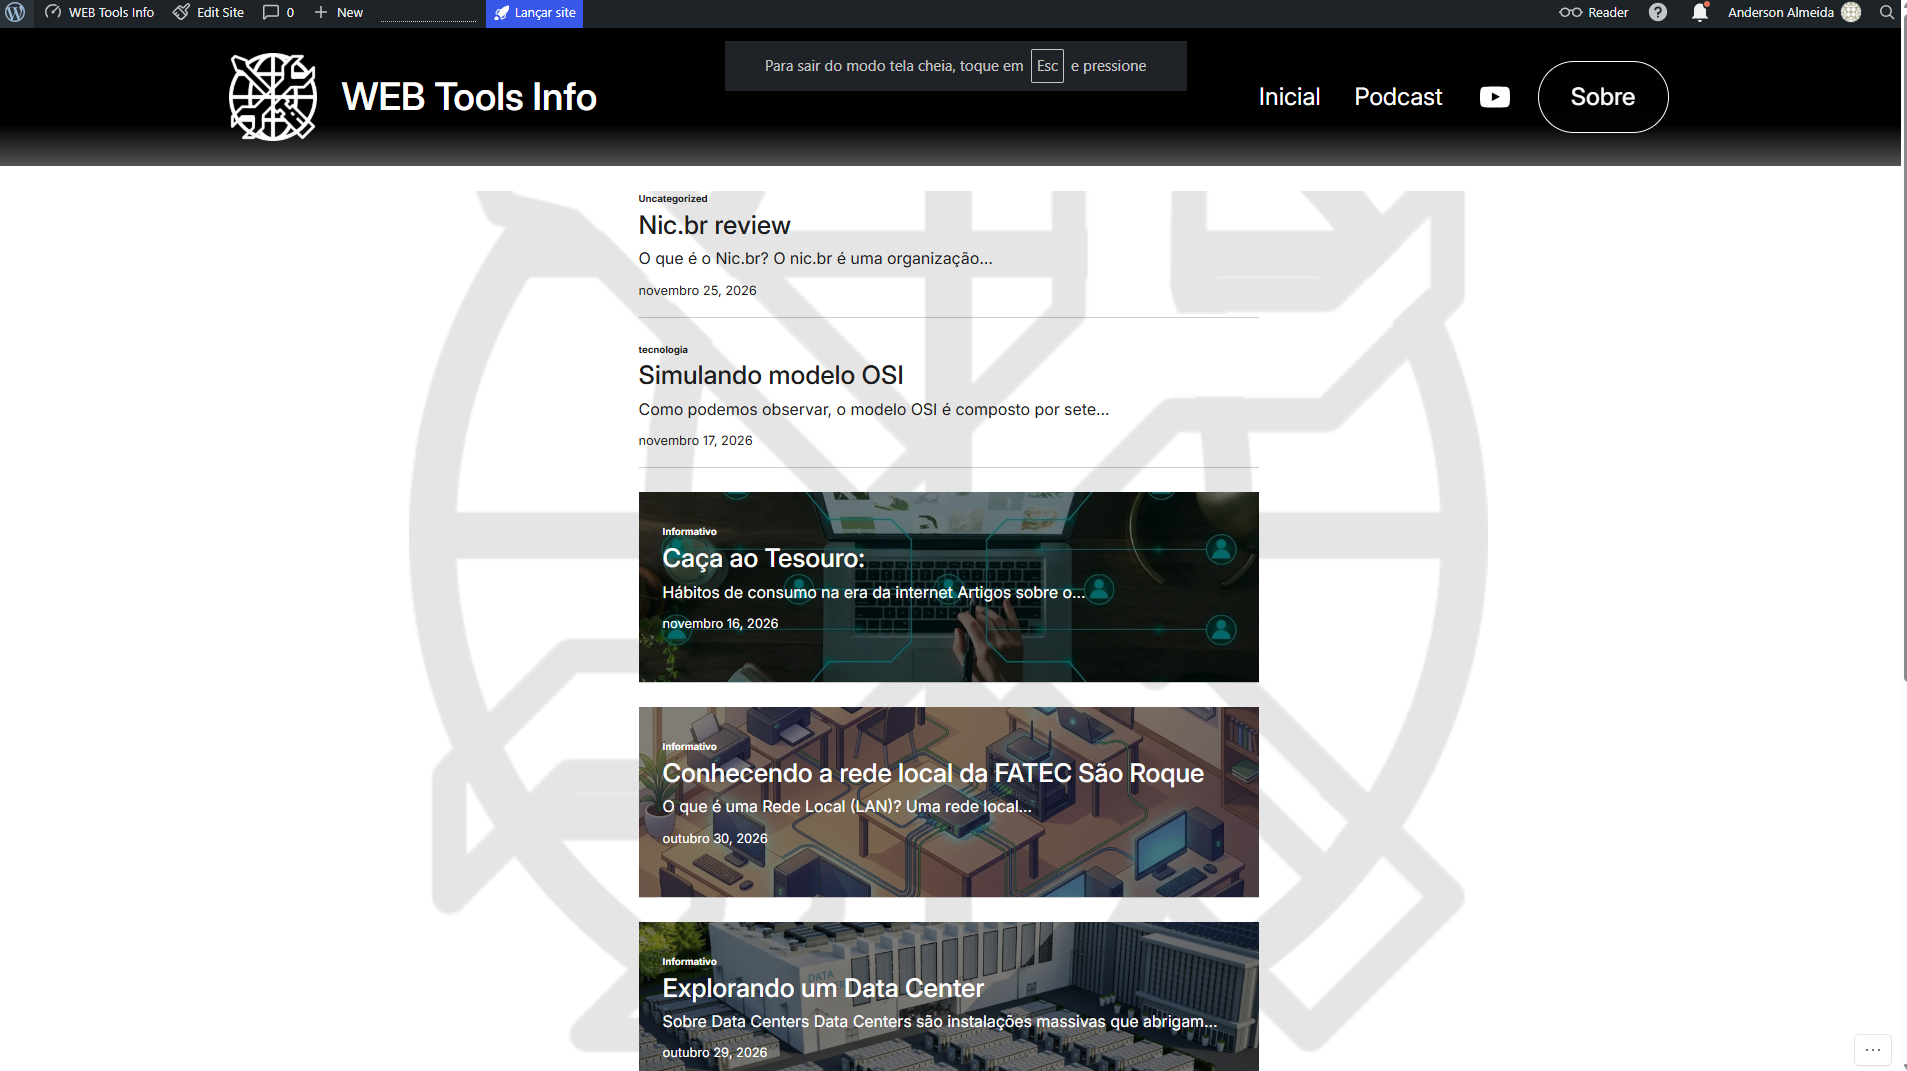 WEB Tools Info
Edit Site
0
New
Lançar site
Reader
Anderson Almeida
WEB Tools Info
Para sair do modo tela cheia, toque em Esc e pressione
Inicial
Podcast
Sobre
Uncategorized
Nic.br review
O que é o Nic.br? O nic.br é uma organização…
novembro 25, 2026
tecnologia
Simulando modelo OSI
Como podemos observar, o modelo OSI é composto por sete…
novembro 17, 2026
Informativo
Caça ao Tesouro:
Hábitos de consumo na era da internet Artigos sobre o…
novembro 16, 2026
Informativo
Conhecendo a rede local da FATEC São Roque
O que é uma Rede Local (LAN)? Uma rede local…
outubro 30, 2026
DATA
Informativo
Explorando um Data Center
Sobre Data Centers Data Centers são instalações massivas que abrigam…
outubro 29, 2026